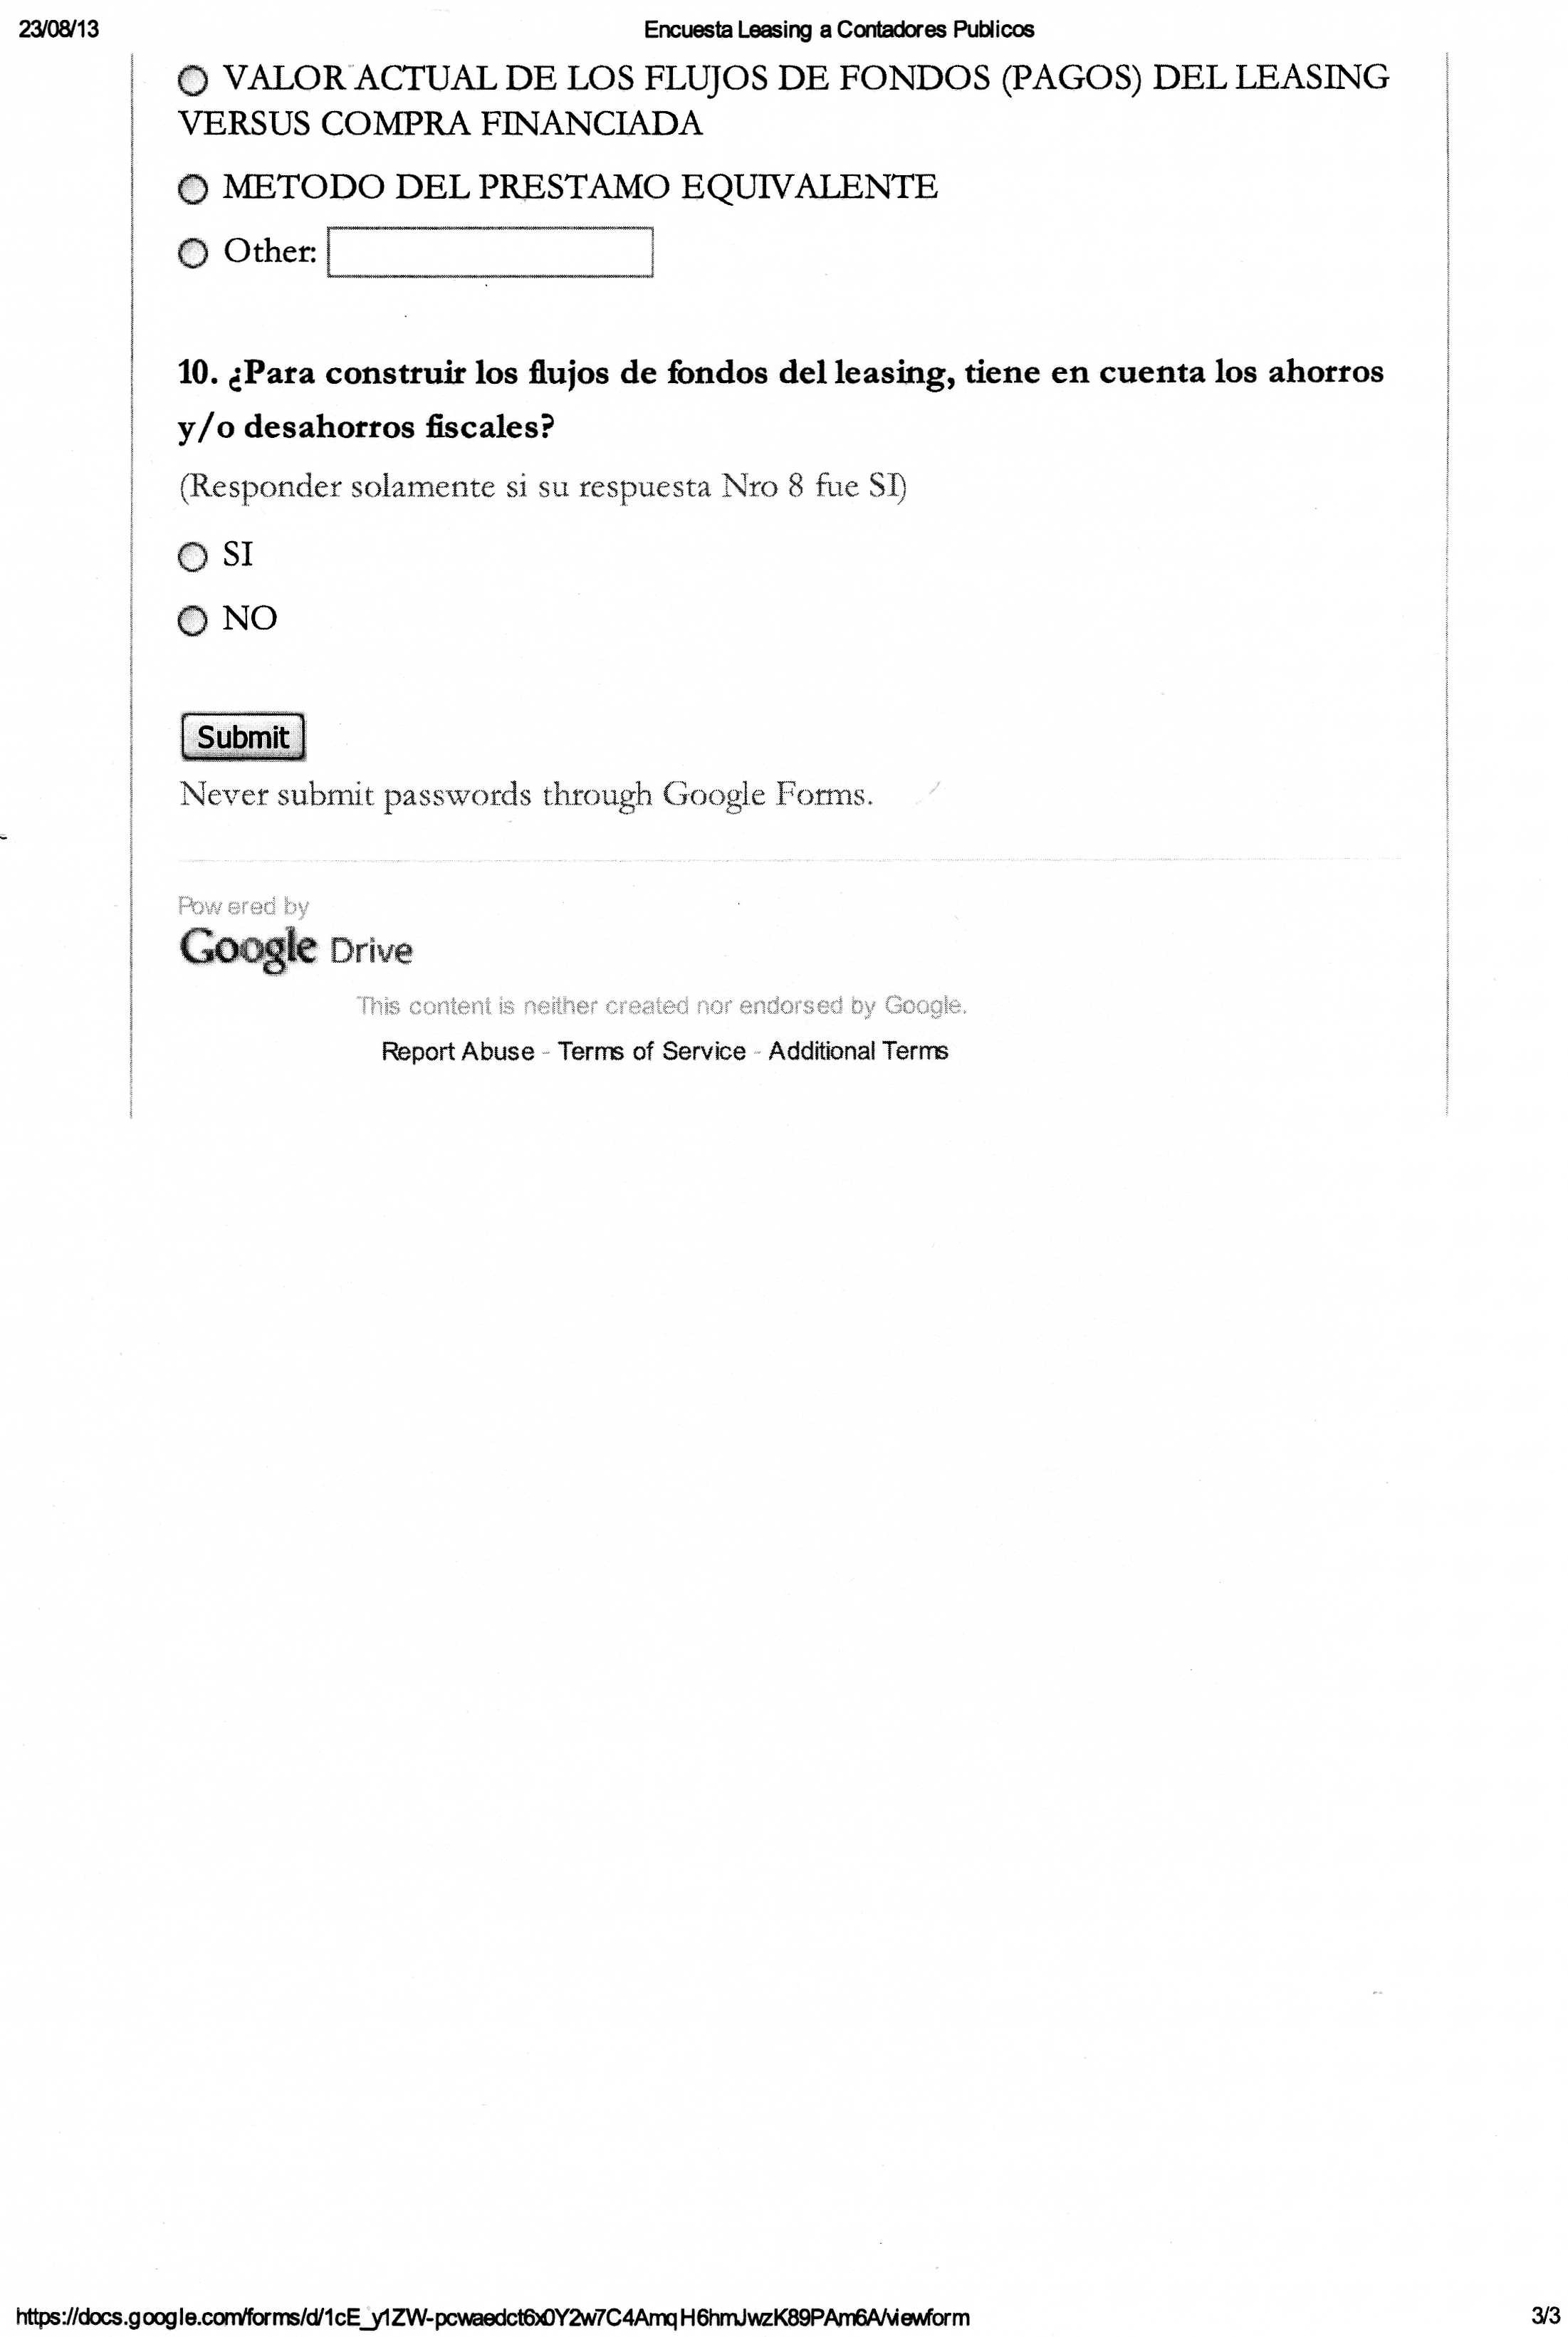 23/08/13 Encuesta Leasing a Contadores Publicos
VALOR ACTUAL DE LOS FLUJOS DE FONDOS (PAGOS) DEL LEASING
VERSUS COMPRA FINANCIADA
METODO DEL PRESTAMO EQUIVALENTE
Other:
10. ¿Para construir los flujos de fondos del leasing, tiene en cuenta los ahorros
y/o desahorros fiscales?
(Responder solamente si su respuesta Nro 8 fue SI)
SI
NO
Submit
Never submit passwords through Google Forms.
Powered by
Google Drive
This content is neither created nor endorsed by Google.
Report Abuse - Terms of Service - Additional Terms
https://docs.google.com/forms/d/1cE_y1ZW-pcwaedct6x0Y2w7C4AmqH6hmJwzK89PAm6A/viewform 3/3